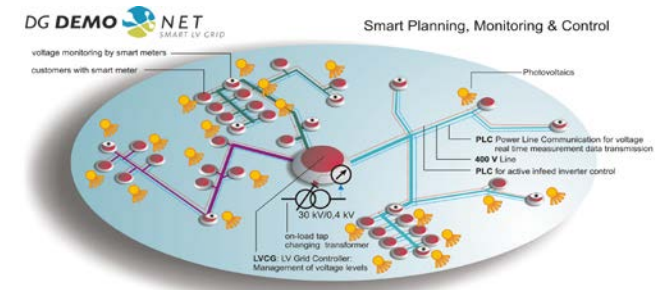 DG DEMO NET
SMART LV GRID
Smart Planning, Monitoring & Control
voltage monitoring by smart meters
customers with smart meter
Photovoltaics
PLC Power Line Communication for voltage
real time measurement data transmission
400 V Line
PLC for active infeed inverter control
30 kV/0,4 kV
on-load tap
changing transformer
LVCG: LV Grid Controller:
Management of voltage levels